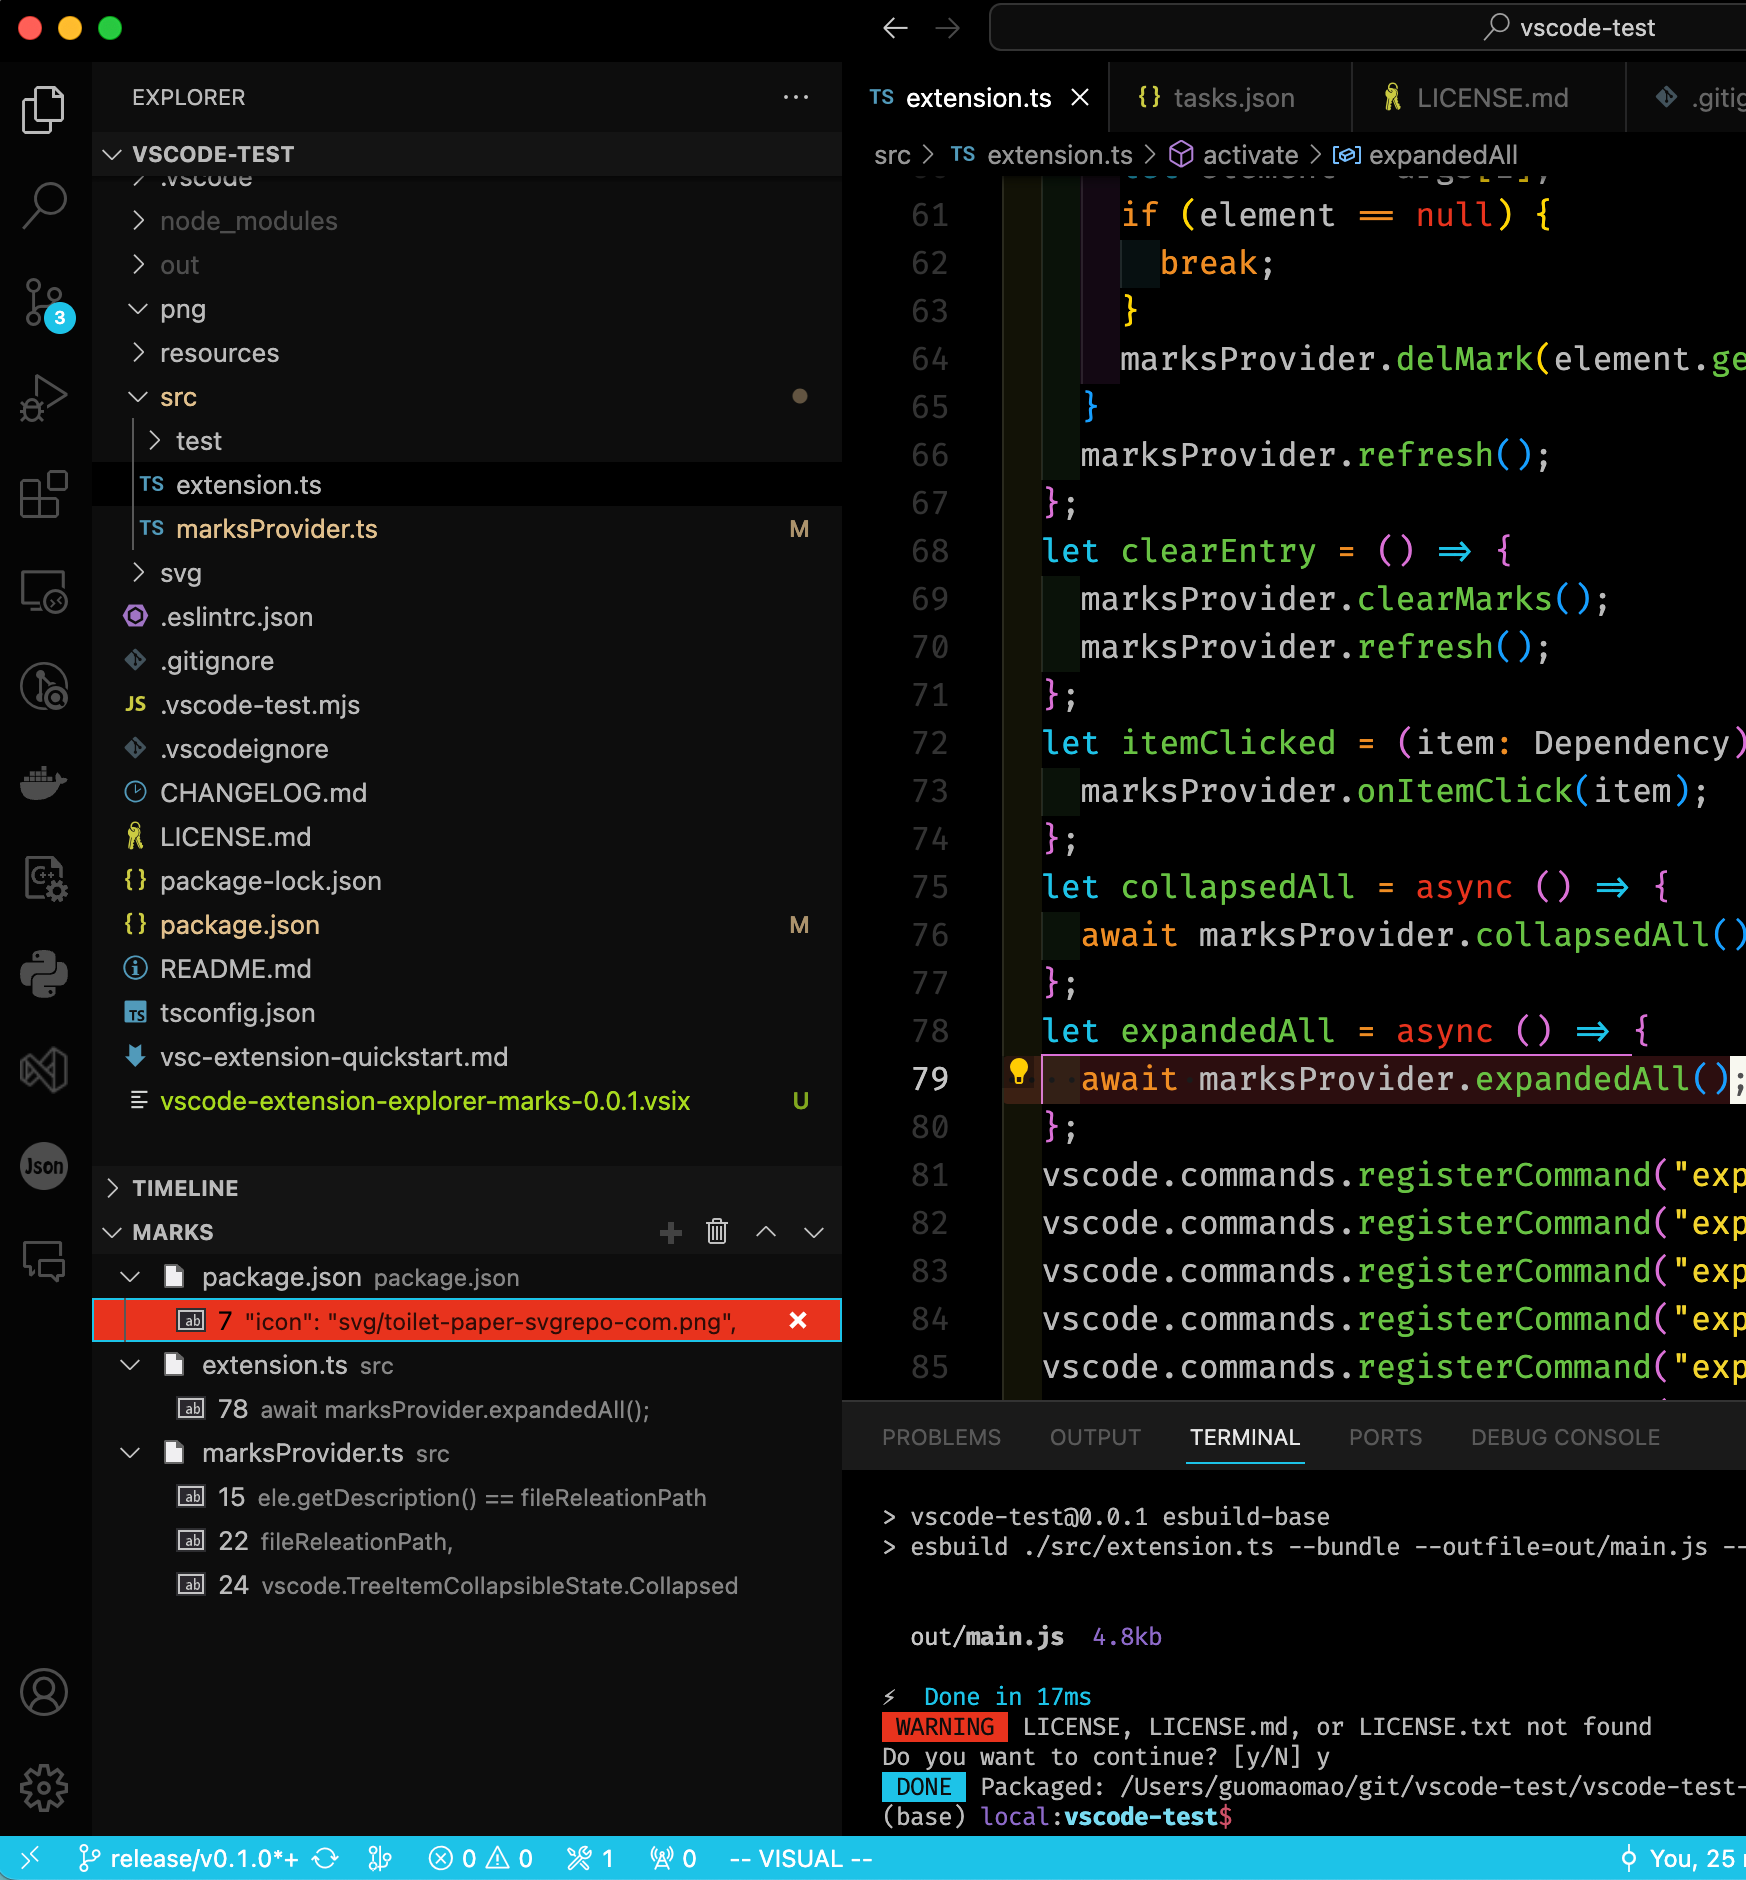 vscode-test
EXPLORER
VSCODE-TEST
.vscode
node_modules
out
png
resources
src
test
TS extension.ts
TS marksProvider.ts M
svg
.eslintrc.json
.gitignore
JS .vscode-test.mjs
.vscodeignore
CHANGELOG.md
LICENSE.md
{} package-lock.json
{} package.json M
README.md
TS tsconfig.json
vsc-extension-quickstart.md
vscode-extension-explorer-marks-0.0.1.vsix U
TIMELINE
MARKS
package.json package.json
ab 7 "icon": "svg/toilet-paper-svgrepo-com.png",
extension.ts src
ab 78 await marksProvider.expandedAll();
marksProvider.ts src
ab 15 ele.getDescription() == fileReleationPath
ab 22 fileReleationPath,
ab 24 vscode.TreeItemCollapsibleState.Collapsed
3
C++
Json
TS extension.ts
{} tasks.json
LICENSE.md
.gitig
src > TS extension.ts > activate > expandedAll
61 if (element == null) {
62 break;
63 }
64 marksProvider.delMark(element.ge
65 }
66 marksProvider.refresh();
67 };
68 let clearEntry = () => {
69 marksProvider.clearMarks();
70 marksProvider.refresh();
71 };
72 let itemClicked = (item: Dependency)
73 marksProvider.onItemClick(item);
74 };
75 let collapsedAll = async () => {
76 await marksProvider.collapsedAll()
77 };
78 let expandedAll = async () => {
79 await marksProvider.expandedAll();
80 };
81 vscode.commands.registerCommand("exp
82 vscode.commands.registerCommand("exp
83 vscode.commands.registerCommand("exp
84 vscode.commands.registerCommand("exp
85 vscode.commands.registerCommand("exp
PROBLEMS OUTPUT TERMINAL PORTS DEBUG CONSOLE
> vscode-test@0.0.1 esbuild-base
> esbuild ./src/extension.ts --bundle --outfile=out/main.js --
out/main.js 4.8kb
⚡ Done in 17ms
WARNING LICENSE, LICENSE.md, or LICENSE.txt not found
Do you want to continue? [y/N] y
DONE Packaged: /Users/guomaomao/git/vscode-test/vscode-test-
(base) local:vscode-test$
release/v0.1.0*+ 0 0 1 0 -- VISUAL -- You, 25